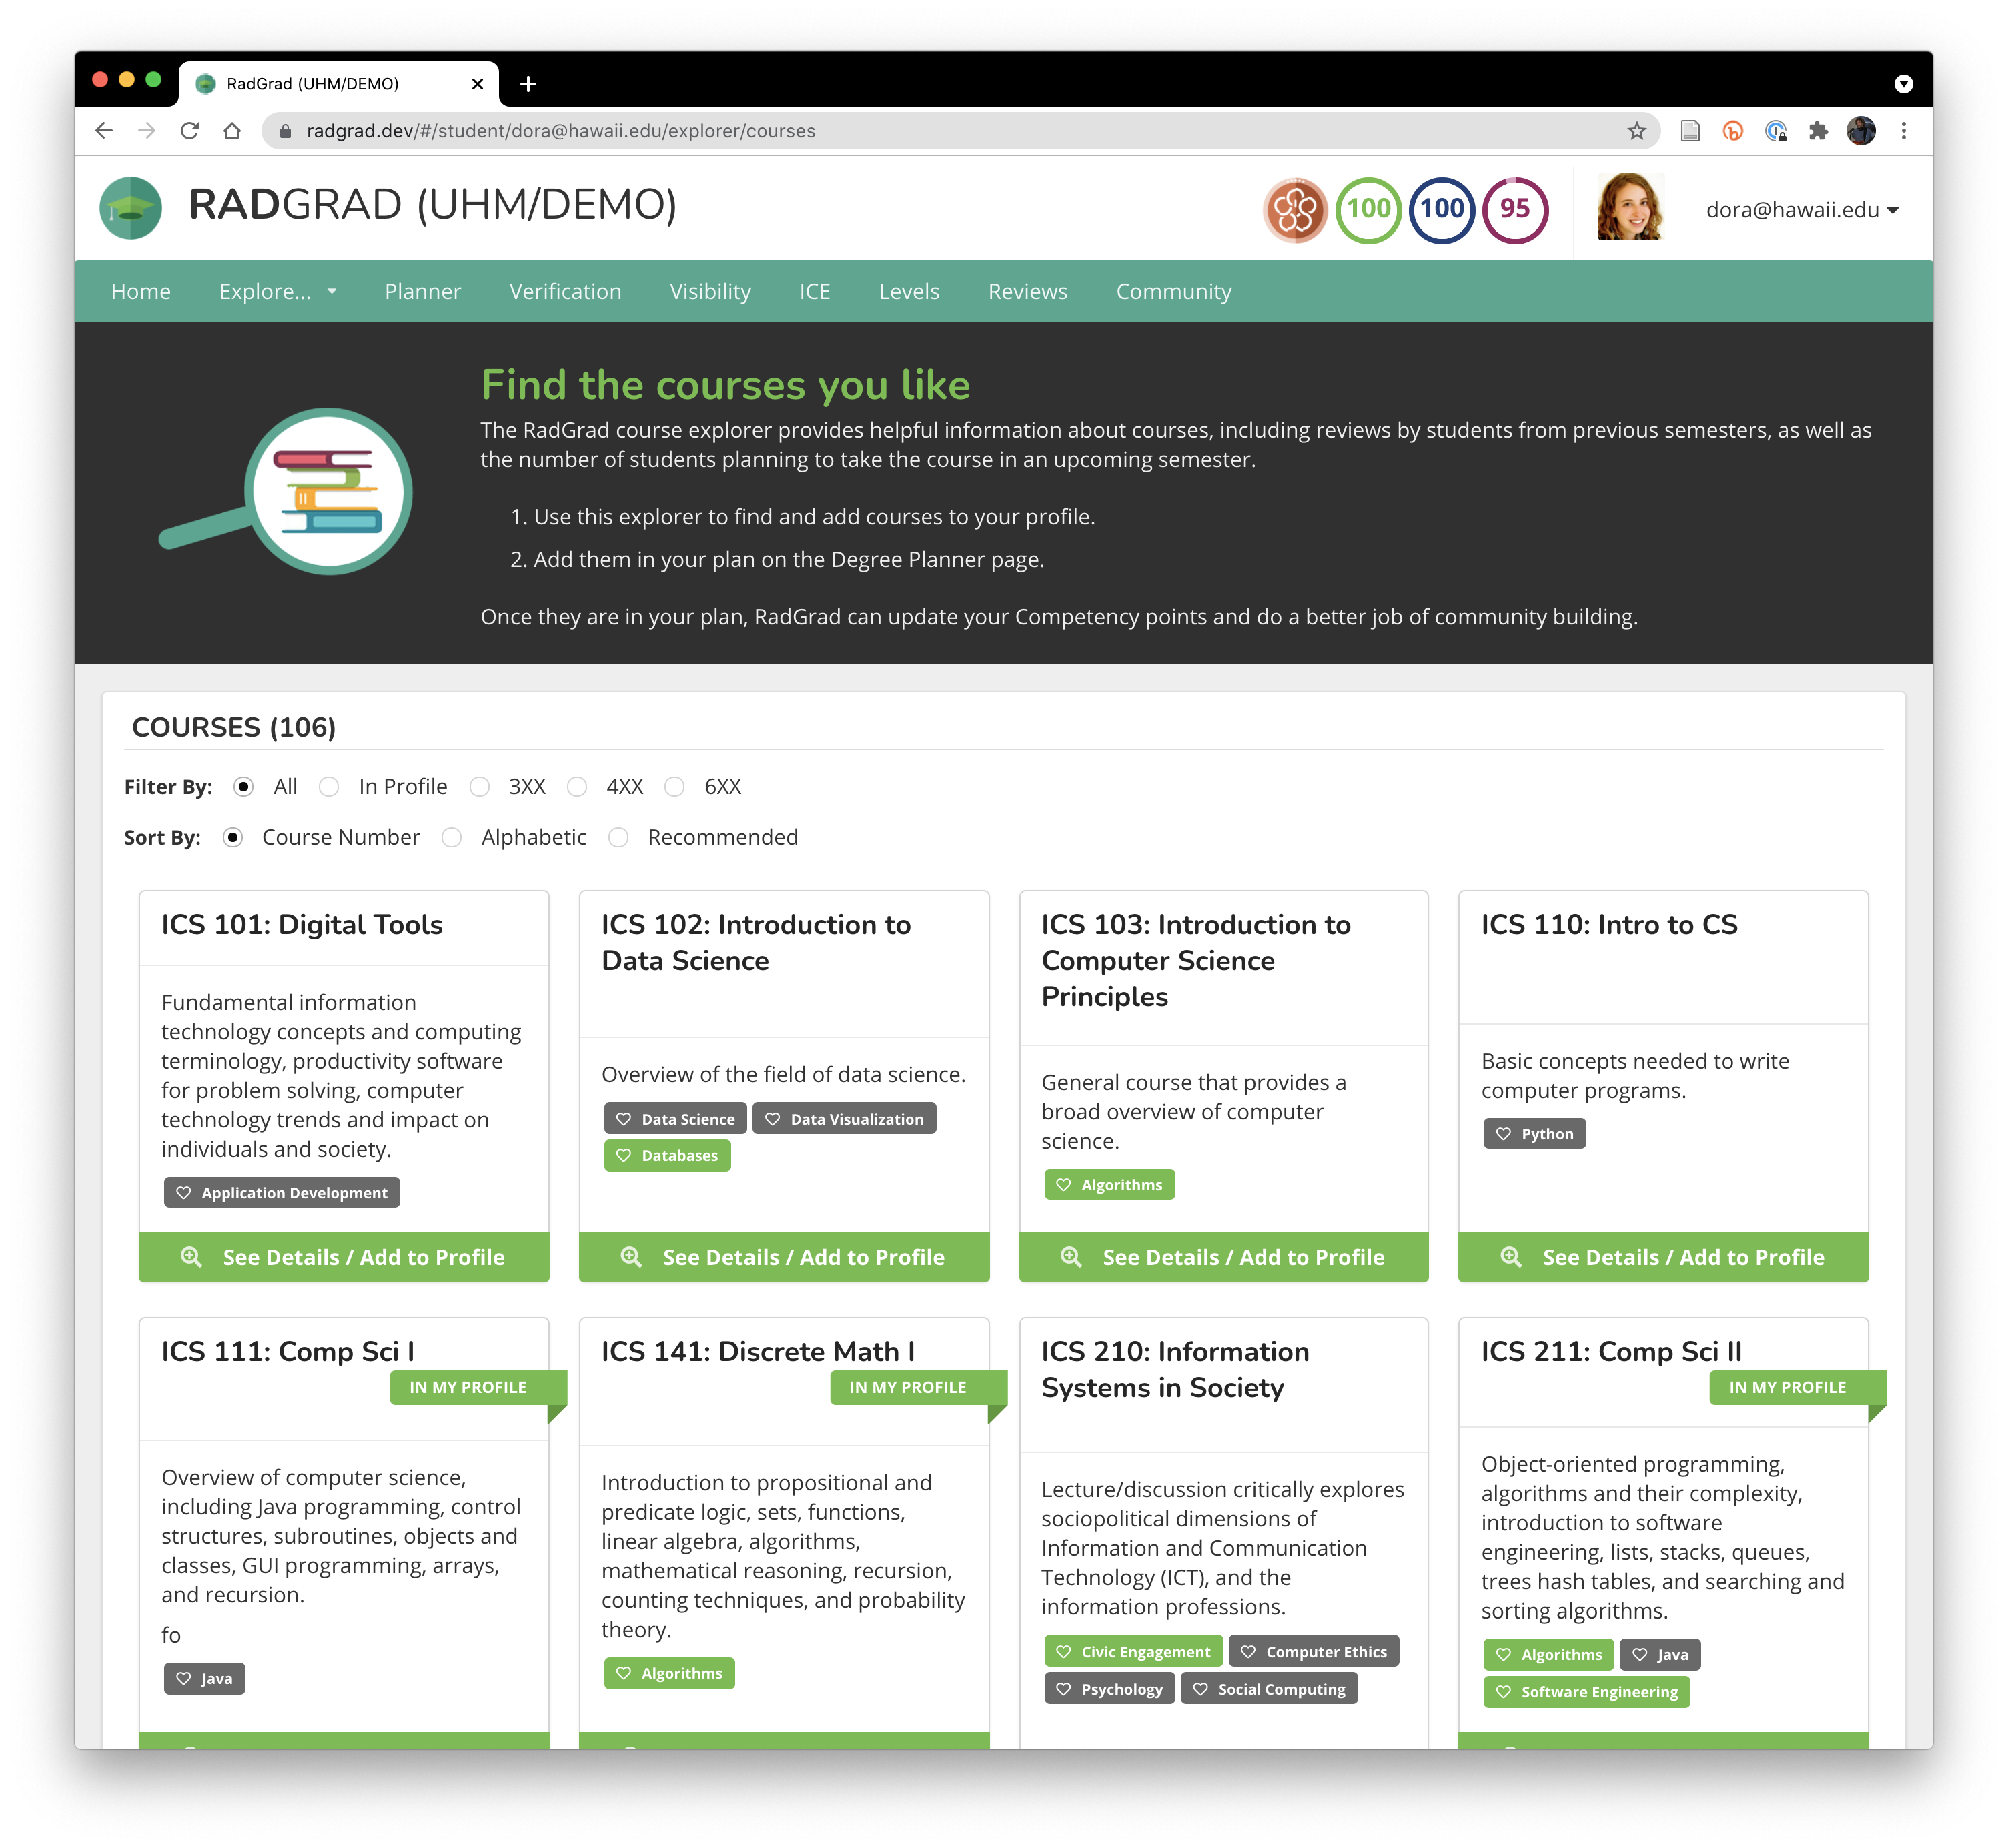 RadGrad (UHM/DEMO)
radgrad.dev/#/student/dora@hawaii.edu/explorer/courses
RADGRAD (UHM/DEMO)
100 100 95
dora@hawaii.edu
Home Explore... Planner Verification Visibility ICE Levels Reviews Community
Find the courses you like
The RadGrad course explorer provides helpful information about courses, including reviews by students from previous semesters, as well as
the number of students planning to take the course in an upcoming semester.
1. Use this explorer to find and add courses to your profile.
2. Add them in your plan on the Degree Planner page.
Once they are in your plan, RadGrad can update your Competency points and do a better job of community building.
COURSES (106)
Filter By: All In Profile 3XX 4XX 6XX
Sort By: Course Number Alphabetic Recommended
ICS 101: Digital Tools
Fundamental information
technology concepts and computing
terminology, productivity software
for problem solving, computer
technology trends and impact on
individuals and society.
Application Development
See Details / Add to Profile
ICS 102: Introduction to
Data Science
Overview of the field of data science.
Data Science Data Visualization
Databases
See Details / Add to Profile
ICS 103: Introduction to
Computer Science
Principles
General course that provides a
broad overview of computer
science.
Algorithms
See Details / Add to Profile
ICS 110: Intro to CS
Basic concepts needed to write
computer programs.
Python
See Details / Add to Profile
ICS 111: Comp Sci I
IN MY PROFILE
Overview of computer science,
including Java programming, control
structures, subroutines, objects and
classes, GUI programming, arrays,
and recursion.
fo
Java
ICS 141: Discrete Math I
IN MY PROFILE
Introduction to propositional and
predicate logic, sets, functions,
linear algebra, algorithms,
mathematical reasoning, recursion,
counting techniques, and probability
theory.
Algorithms
ICS 210: Information
Systems in Society
Lecture/discussion critically explores
sociopolitical dimensions of
Information and Communication
Technology (ICT), and the
information professions.
Civic Engagement Computer Ethics
Psychology Social Computing
ICS 211: Comp Sci II
IN MY PROFILE
Object-oriented programming,
algorithms and their complexity,
introduction to software
engineering, lists, stacks, queues,
trees hash tables, and searching and
sorting algorithms.
Algorithms Java
Software Engineering